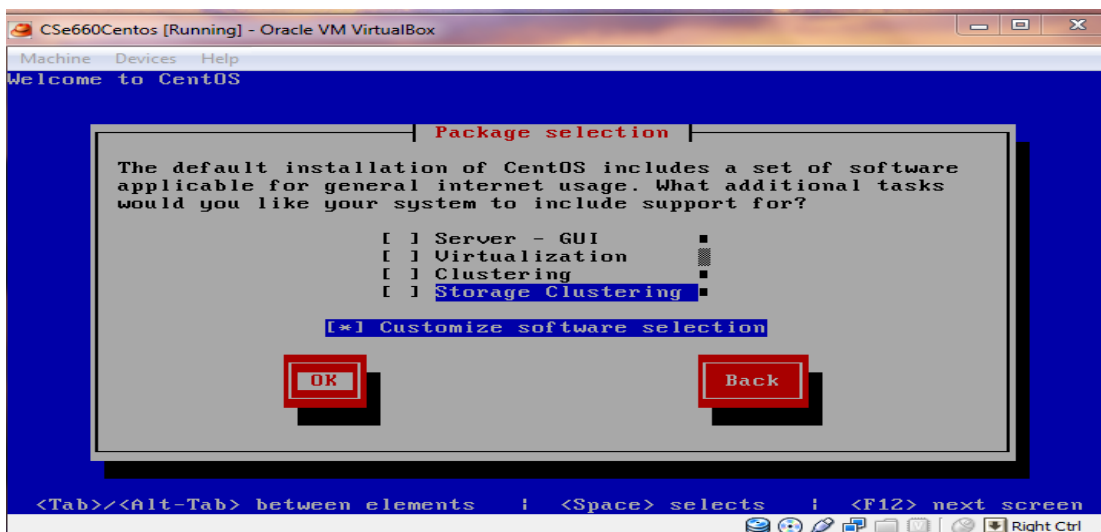 CSe660Centos [Running] - Oracle VM VirtualBox
Machine Devices Help
Welcome to CentOS
Package selection
The default installation of CentOS includes a set of software
applicable for general internet usage. What additional tasks
would you like your system to include support for?
[ ] Server - GUI
[ ] Virtualization
[ ] Clustering
[ ] Storage Clustering
[*] Customize software selection
OK Back
<Tab>/<Alt-Tab> between elements | <Space> selects | <F12> next screen
Right Ctrl